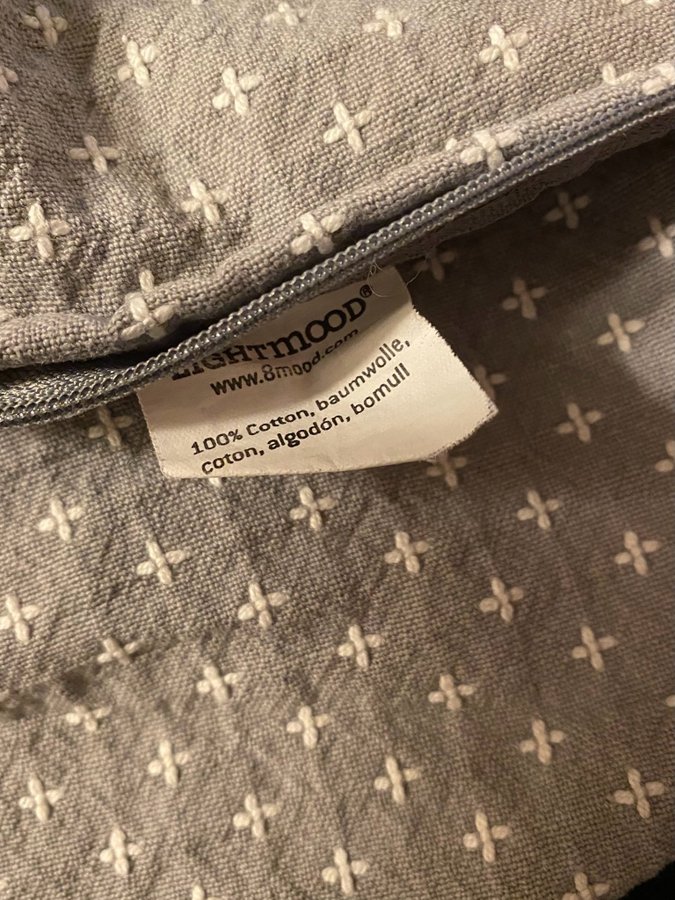 EIGHTMOOD®
www.8mood.com
100% Cotton, baumwolle,
coton, algodón, bomull